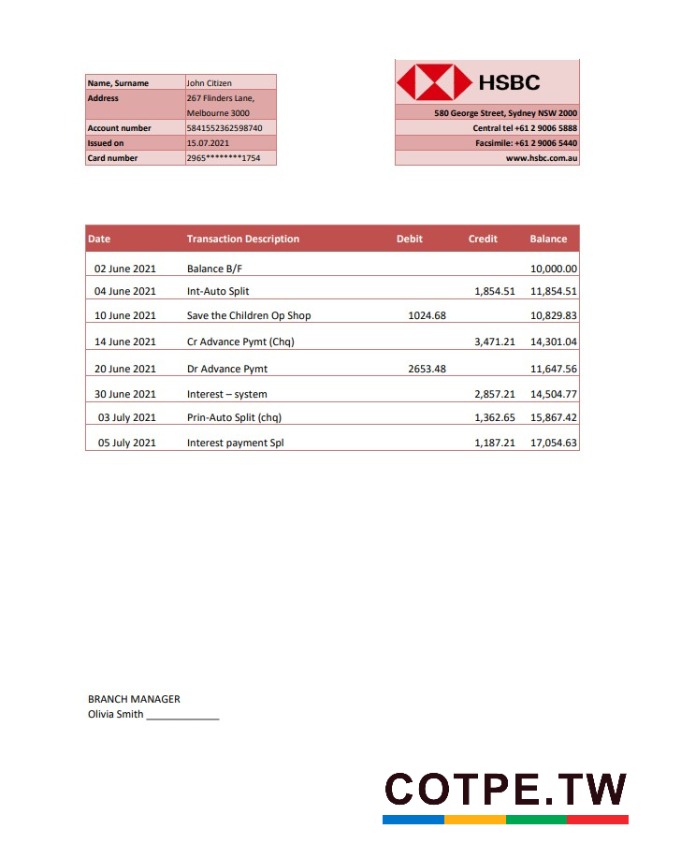 Name, Surname John Citizen
Address 267 Flinders Lane,
Melbourne 3000
Account number 5841552362598740
Issued on 15.07.2021
Card number 2965********1754
HSBC
580 George Street, Sydney NSW 2000
Central tel +61 2 9006 5888
Facsimile: +61 2 9006 5440
www.hsbc.com.au
Date Transaction Description Debit Credit Balance
02 June 2021 Balance B/F 10,000.00
04 June 2021 Int-Auto Split 1,854.51 11,854.51
10 June 2021 Save the Children Op Shop 1024.68 10,829.83
14 June 2021 Cr Advance Pymt (Chq) 3,471.21 14,301.04
20 June 2021 Dr Advance Pymt 2653.48 11,647.56
30 June 2021 Interest – system 2,857.21 14,504.77
03 July 2021 Prin-Auto Split (chq) 1,362.65 15,867.42
05 July 2021 Interest payment Spl 1,187.21 17,054.63
BRANCH MANAGER
Olivia Smith ______________
COTPE.TW